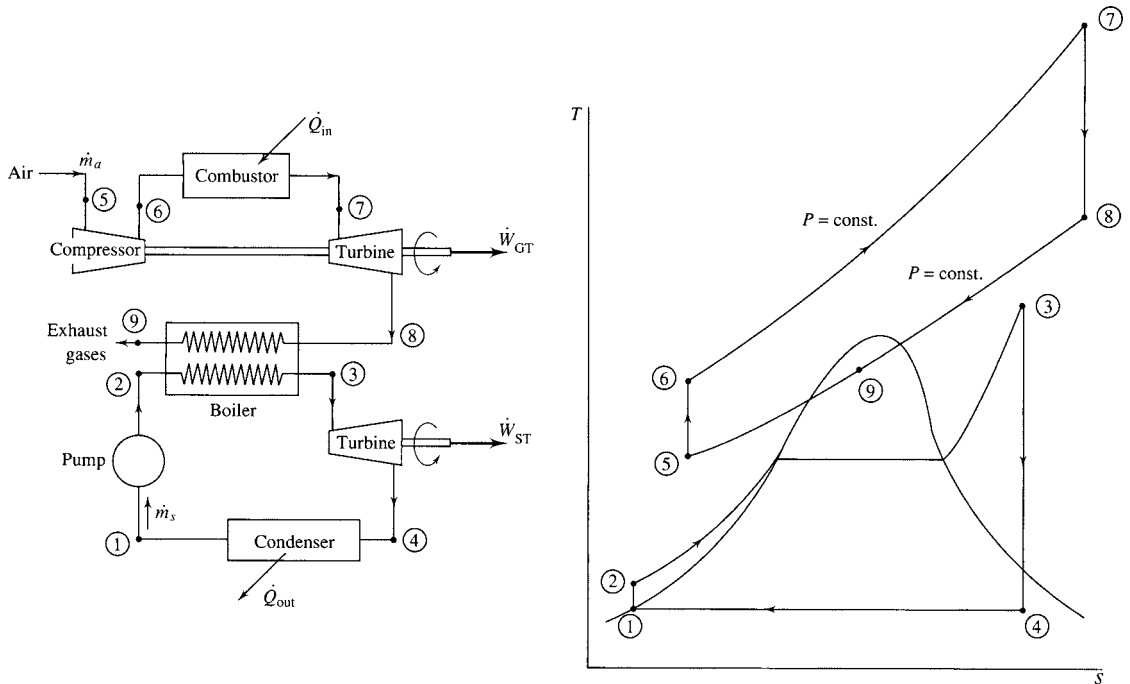 Q̇in
Air
ṁa
Combustor
5
6
7
Compressor
Turbine
ẆGT
Exhaust
gases
9
8
2
3
Boiler
Turbine
ẆST
Pump
ṁs
1
Condenser
4
Q̇out
T
7
P = const.
8
P = const.
3
6
9
5
2
1
4
s